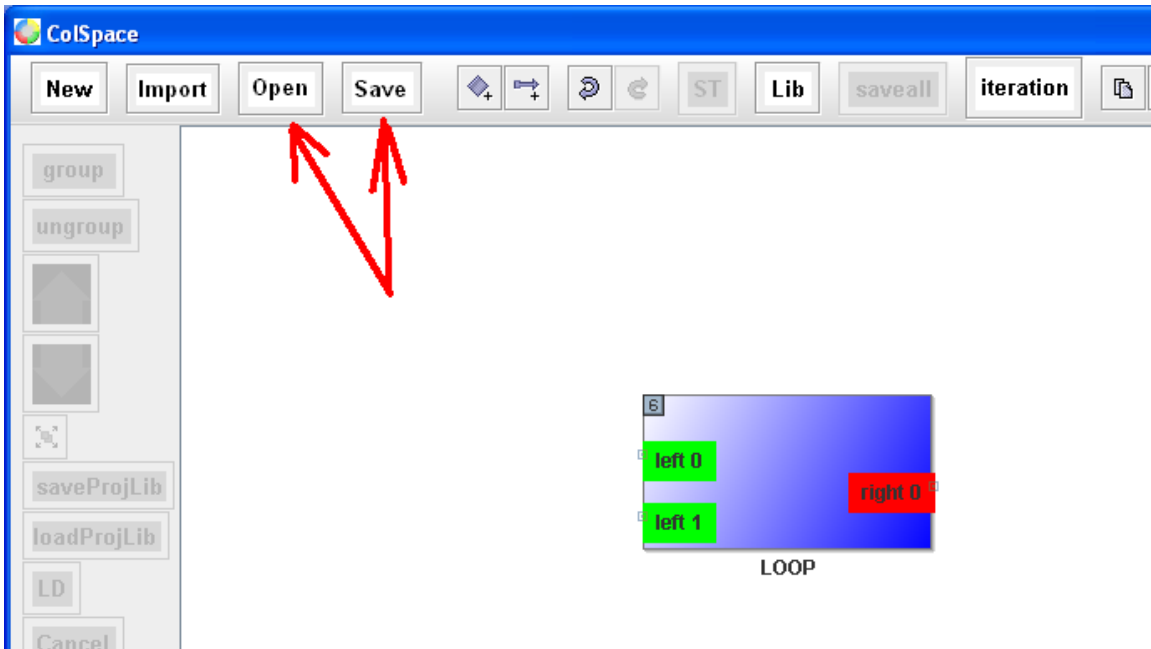 ColSpace
New Import Open Save ST Lib saveall iteration
group
ungroup
saveProjLib
loadProjLib
LD
Cancel
6
left 0
right 0
left 1
LOOP